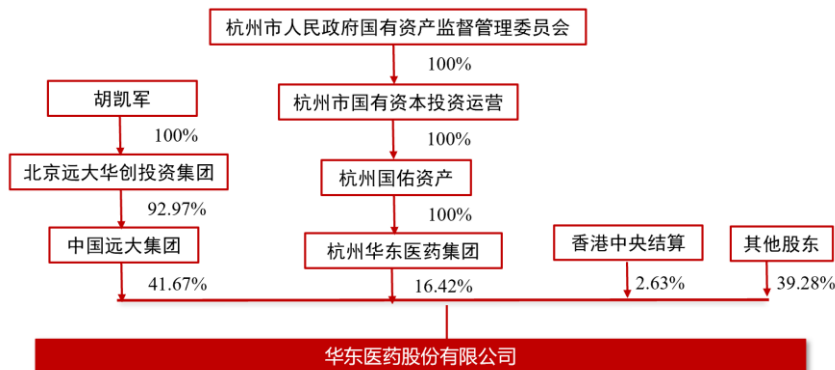 杭州市人民政府国有资产监督管理委员会
100%
胡凯军
杭州市国有资本投资运营
100%
100%
北京远大华创投资集团
杭州国佑资产
92.97%
100%
中国远大集团
杭州华东医药集团
香港中央结算
其他股东
41.67%
16.42%
2.63%
39.28%
华东医药股份有限公司